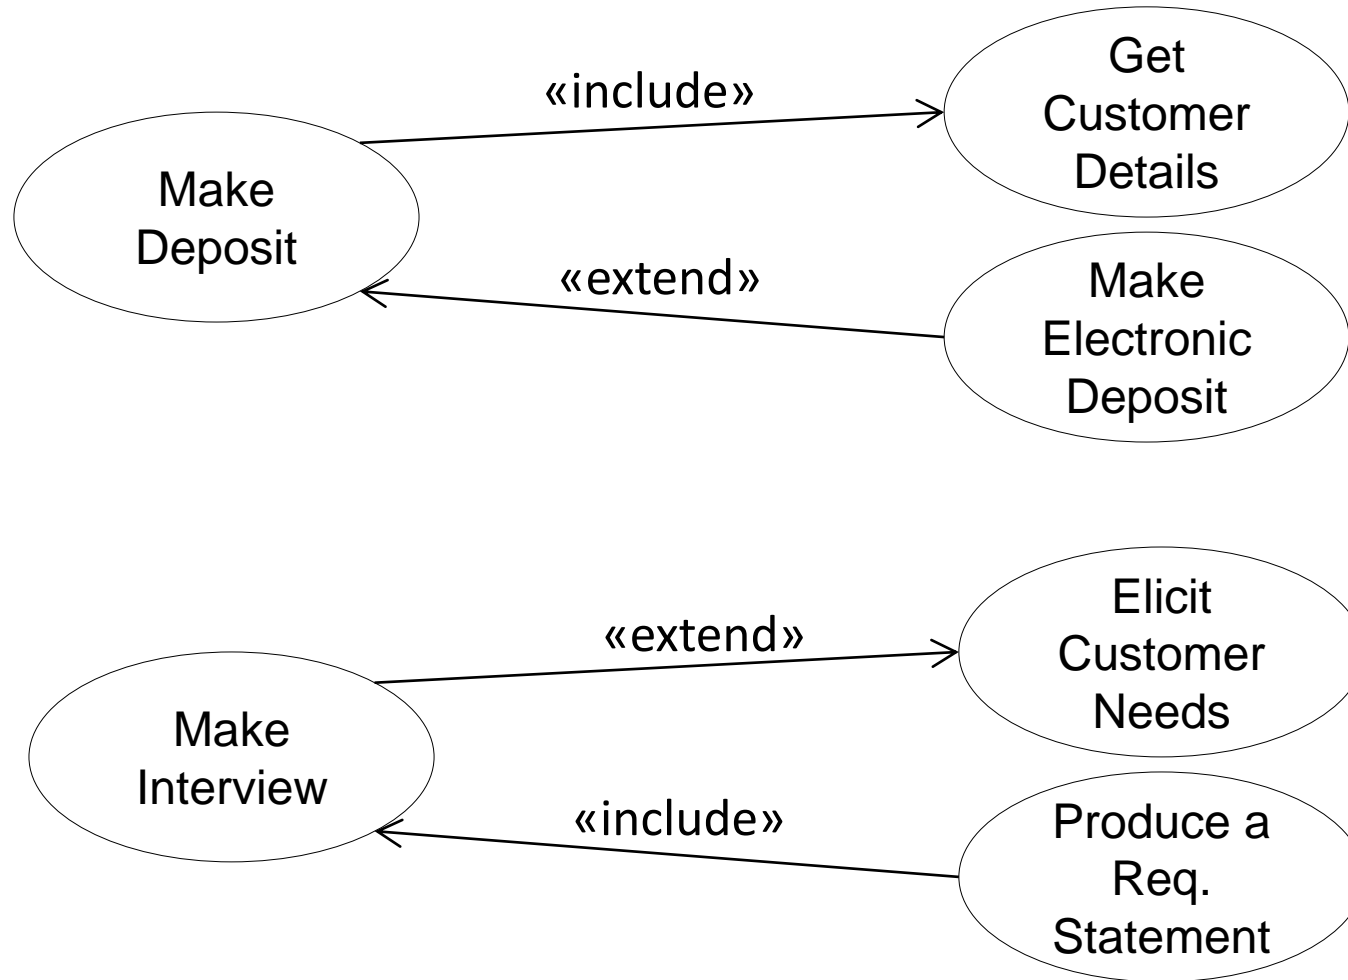 Make
Deposit
«include»
Get
Customer
Details
«extend»
Make
Electronic
Deposit
Make
Interview
«extend»
Elicit
Customer
Needs
«include»
Produce a
Req.
Statement